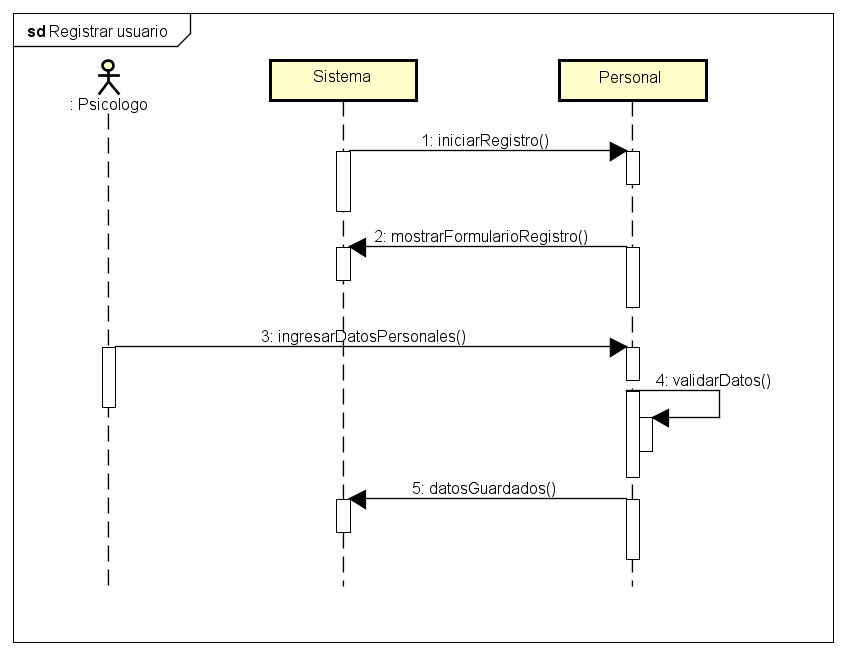 sd Registrar usuario
: Psicologo
Sistema
Personal
1: iniciarRegistro()
2: mostrarFormularioRegistro()
3: ingresarDatosPersonales()
4: validarDatos()
5: datosGuardados()